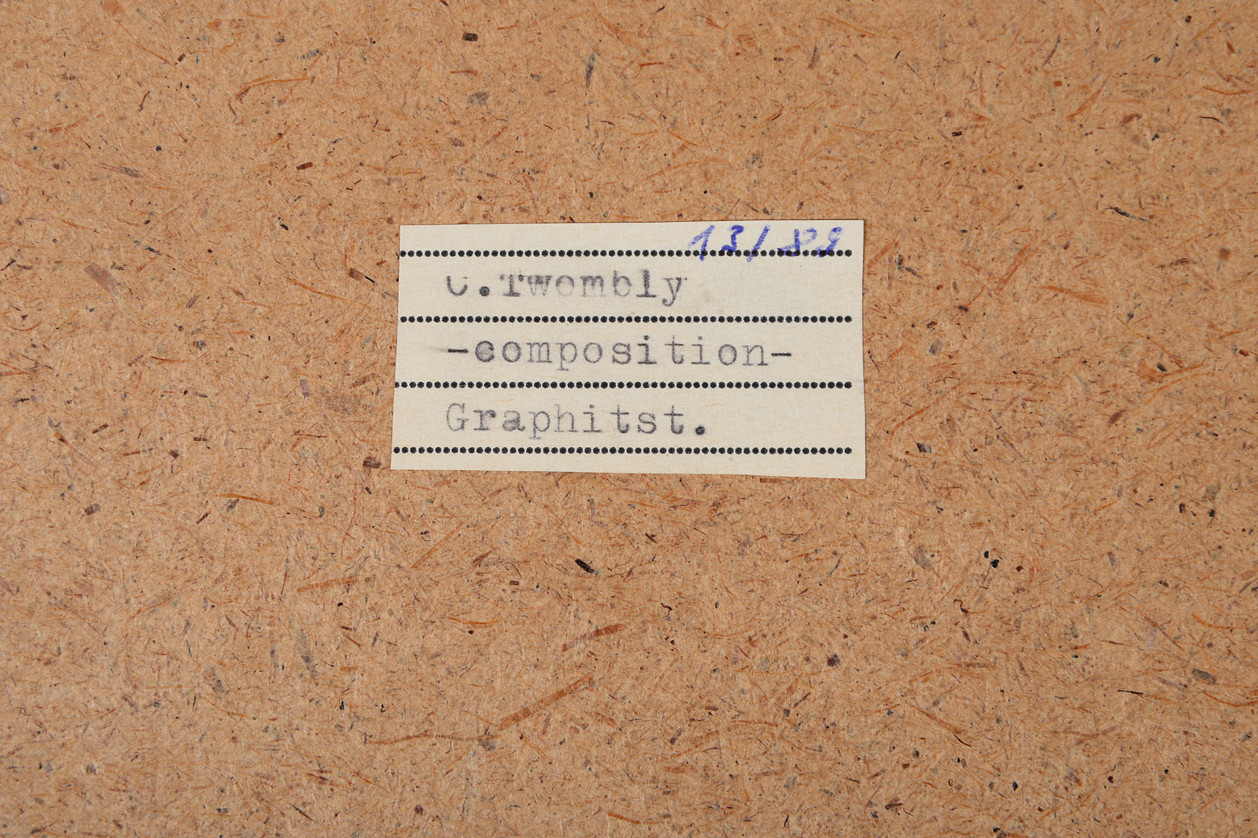 13/89
C.Twombly
-composition-
Graphitst.